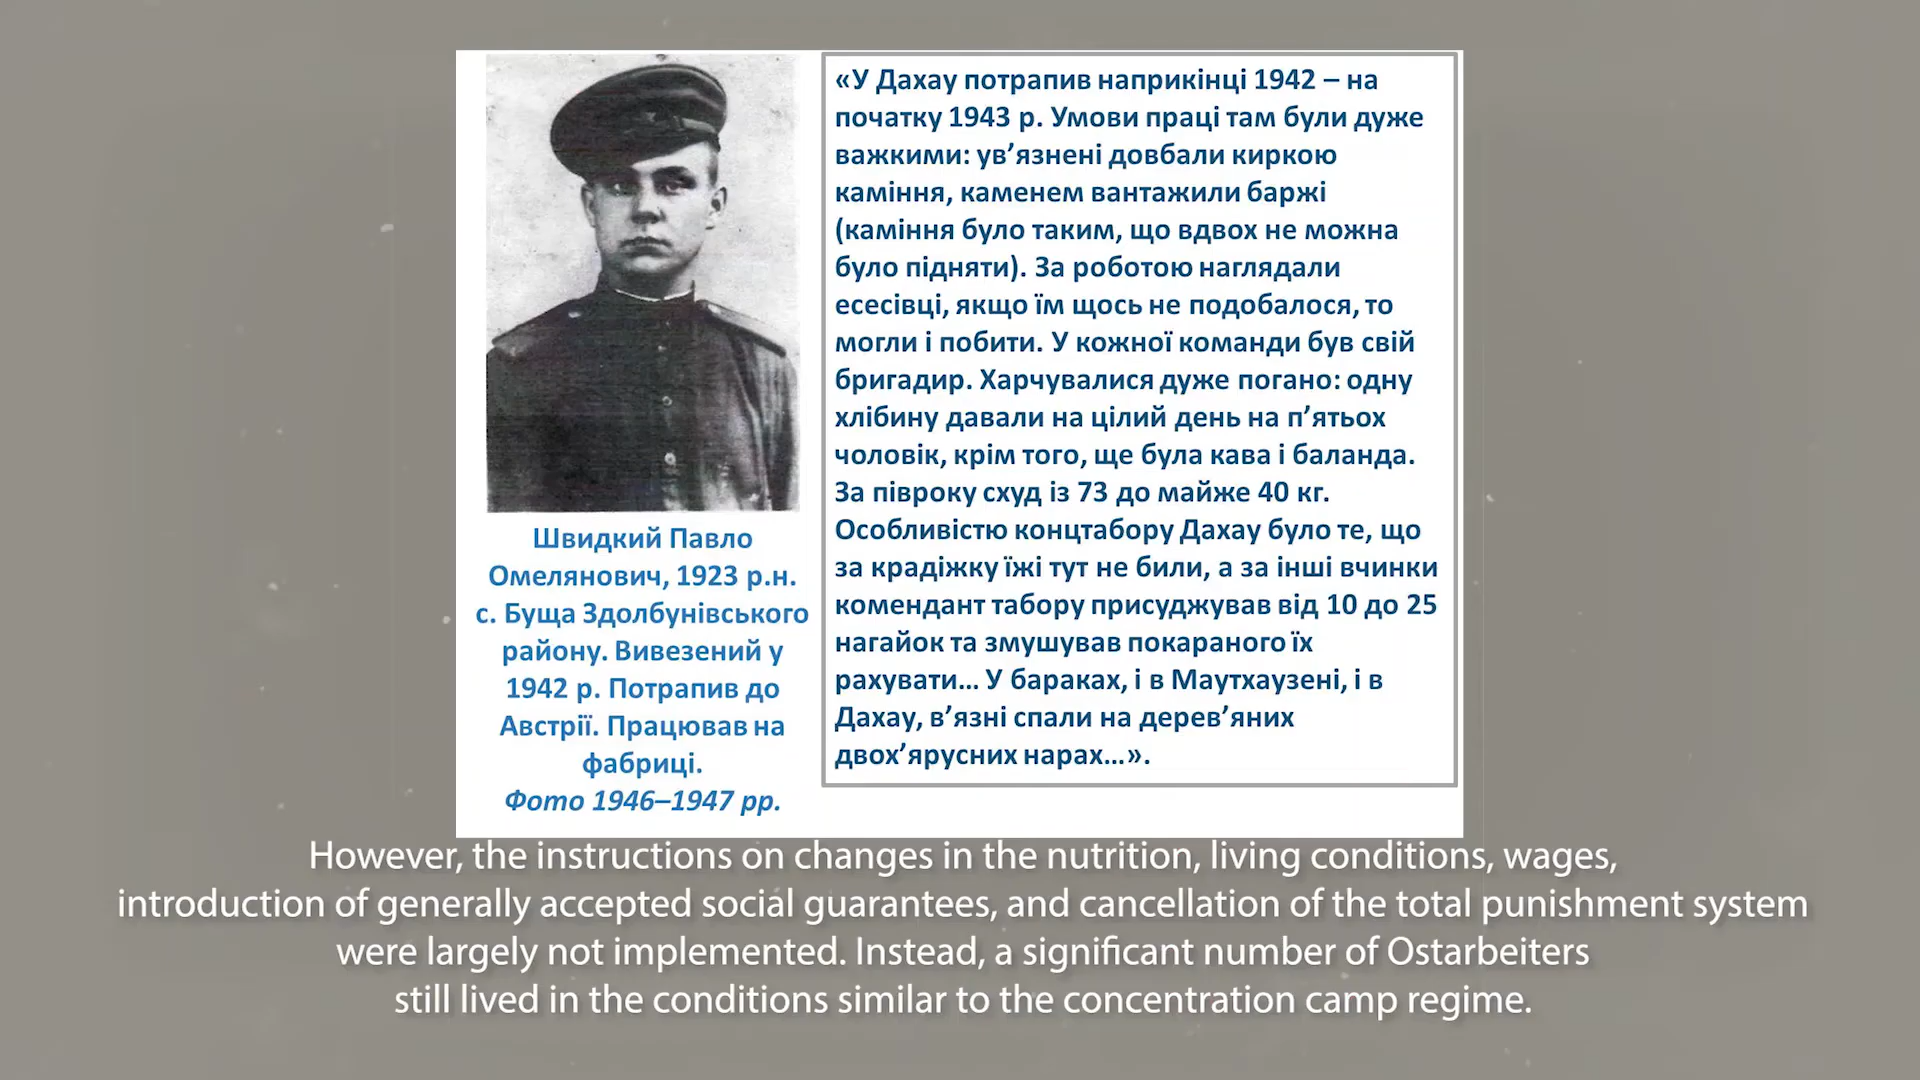 Швидкий Павло
Омелянович, 1923 р.н.
с. Буща Здолбунівського
району. Вивезений у
1942 р. Потрапив до
Австрії. Працював на
фабриці.
Фото 1946–1947 рр.
«У Дахау потрапив наприкінці 1942 – на
початку 1943 р. Умови праці там були дуже
важкими: ув’язнені довбали киркою
каміння, каменем вантажили баржі
(каміння було таким, що вдвох не можна
було підняти). За роботою наглядали
есесівці, якщо їм щось не подобалося, то
могли і побити. У кожної команди був свій
бригадир. Харчувалися дуже погано: одну
хлібину давали на цілий день на п’ятьох
чоловік, крім того, ще була кава і баланда.
За півроку схуд із 73 до майже 40 кг.
Особливістю концтабору Дахау було те, що
за крадіжку їжі тут не били, а за інші вчинки
комендант табору присуджував від 10 до 25
нагайок та змушував покараного їх
рахувати... У бараках, і в Маутхаузені, і в
Дахау, в’язні спали на дерев’яних
двох’ярусних нарах...».
However, the instructions on changes in the nutrition, living conditions, wages,
introduction of generally accepted social guarantees, and cancellation of the total punishment system
were largely not implemented. Instead, a significant number of Ostarbeiters
still lived in the conditions similar to the concentration camp regime.